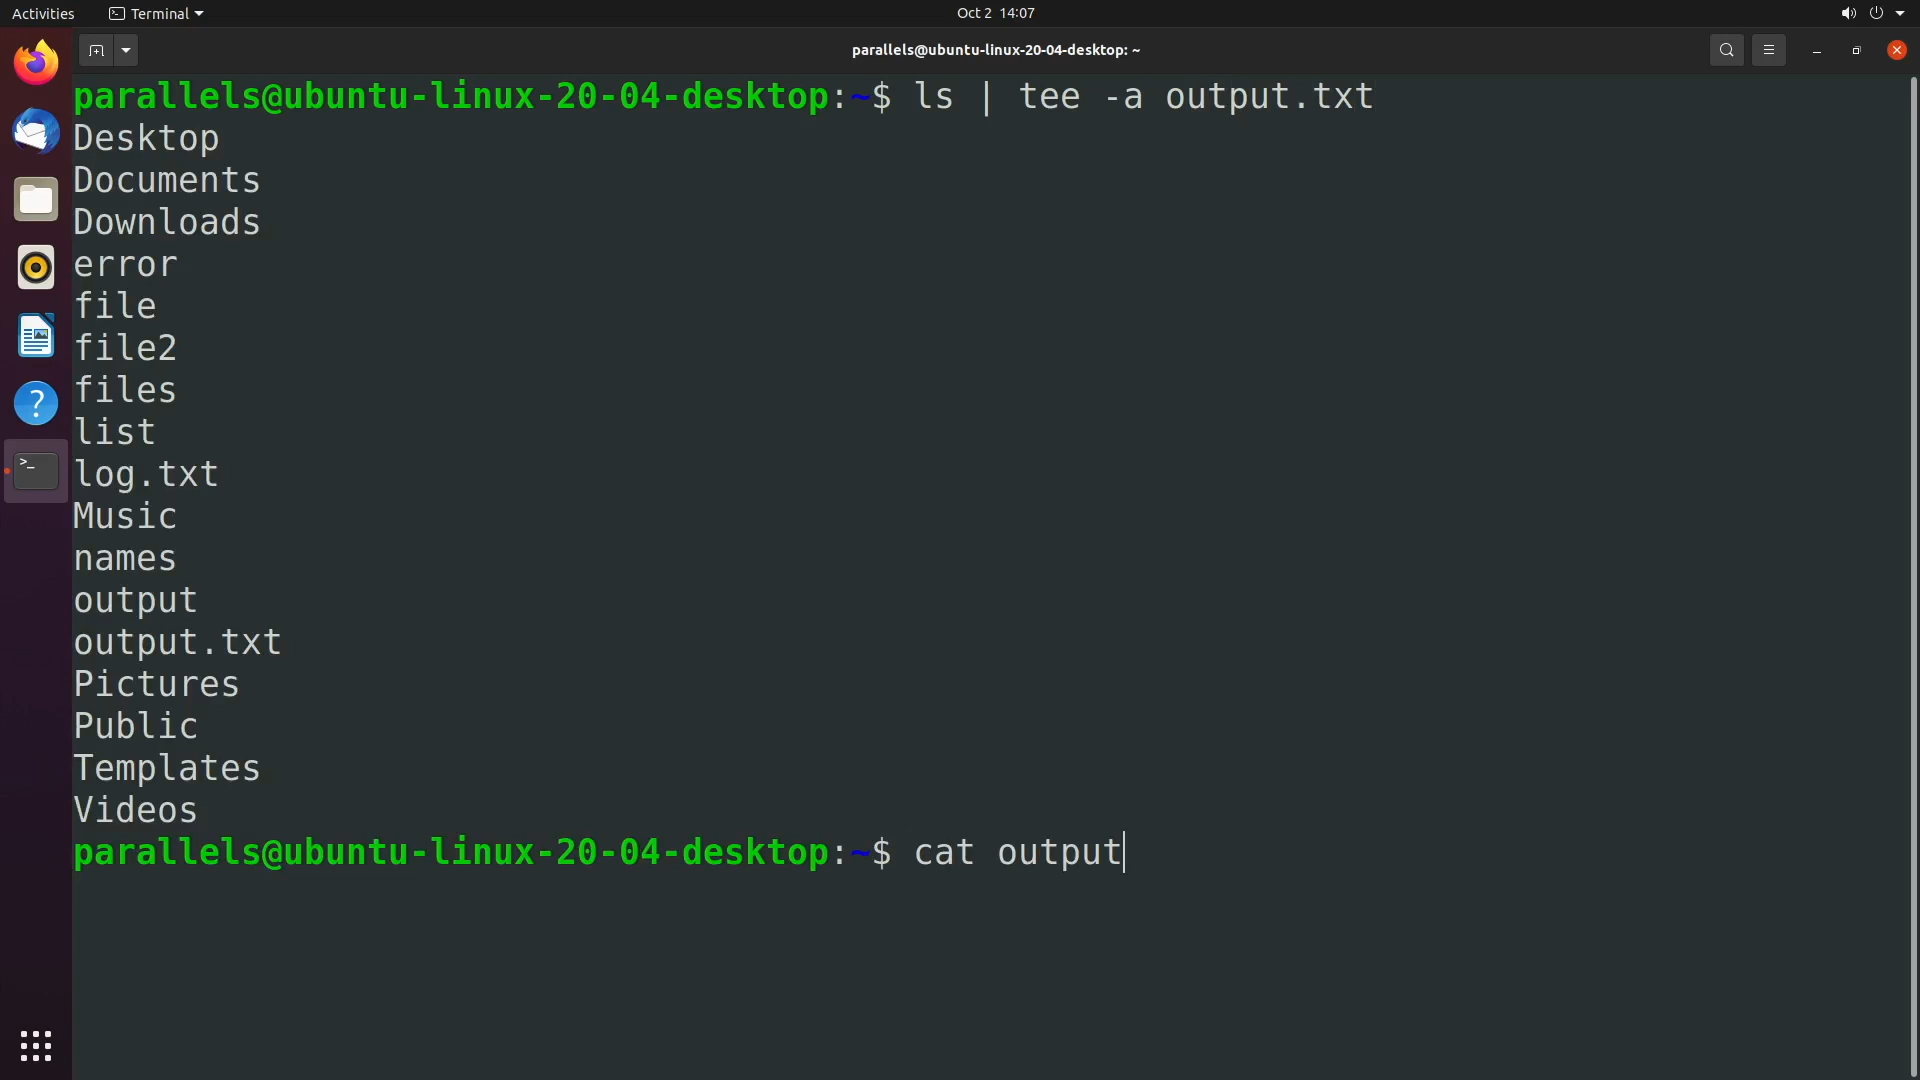 Activities Terminal Oct 2 14:07
parallels@ubuntu-linux-20-04-desktop: ~
parallels@ubuntu-linux-20-04-desktop:~$ ls | tee -a output.txt
Desktop
Documents
Downloads
error
file
file2
files
list
log.txt
Music
names
output
output.txt
Pictures
Public
Templates
Videos
parallels@ubuntu-linux-20-04-desktop:~$ cat output